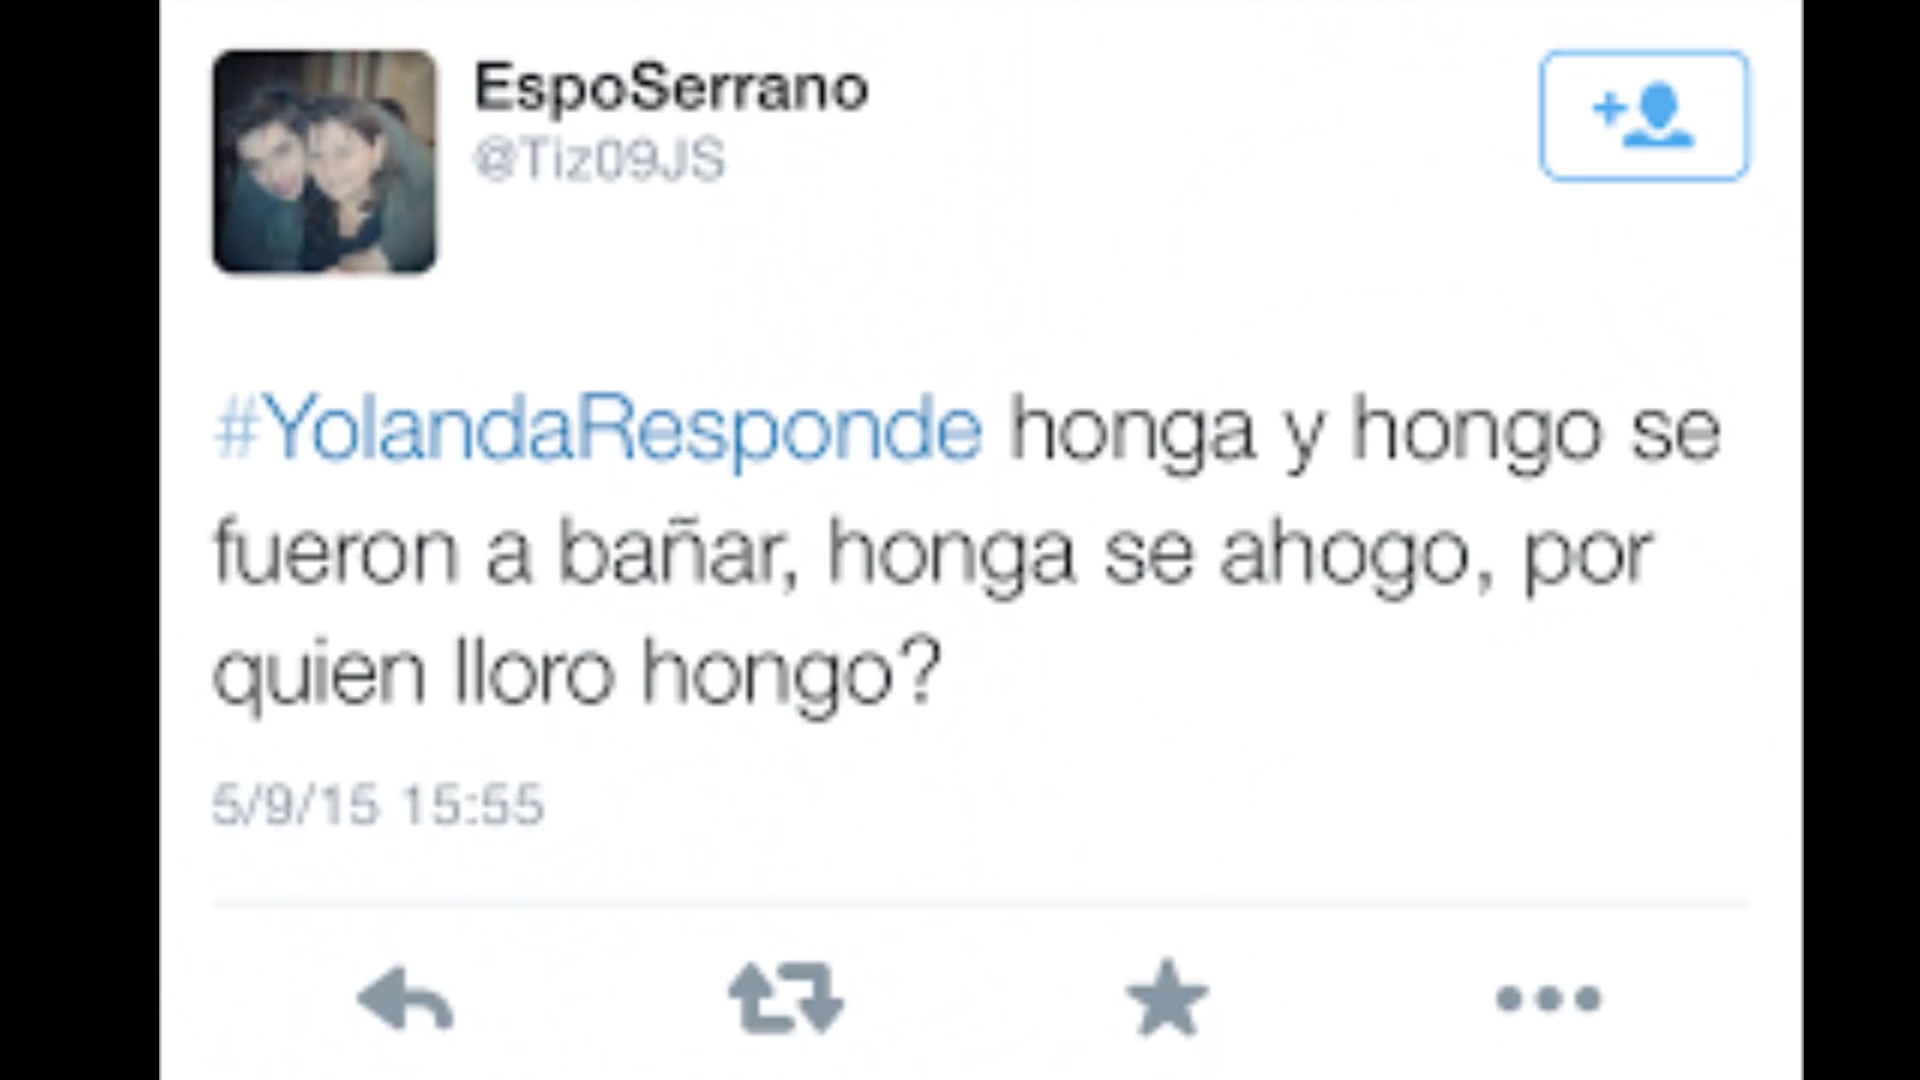 EspoSerrano
@Tiz09JS
#YolandaResponde honga y hongo se
fueron a bañar, honga se ahogo, por
quien lloro hongo?
5/9/15 15:55